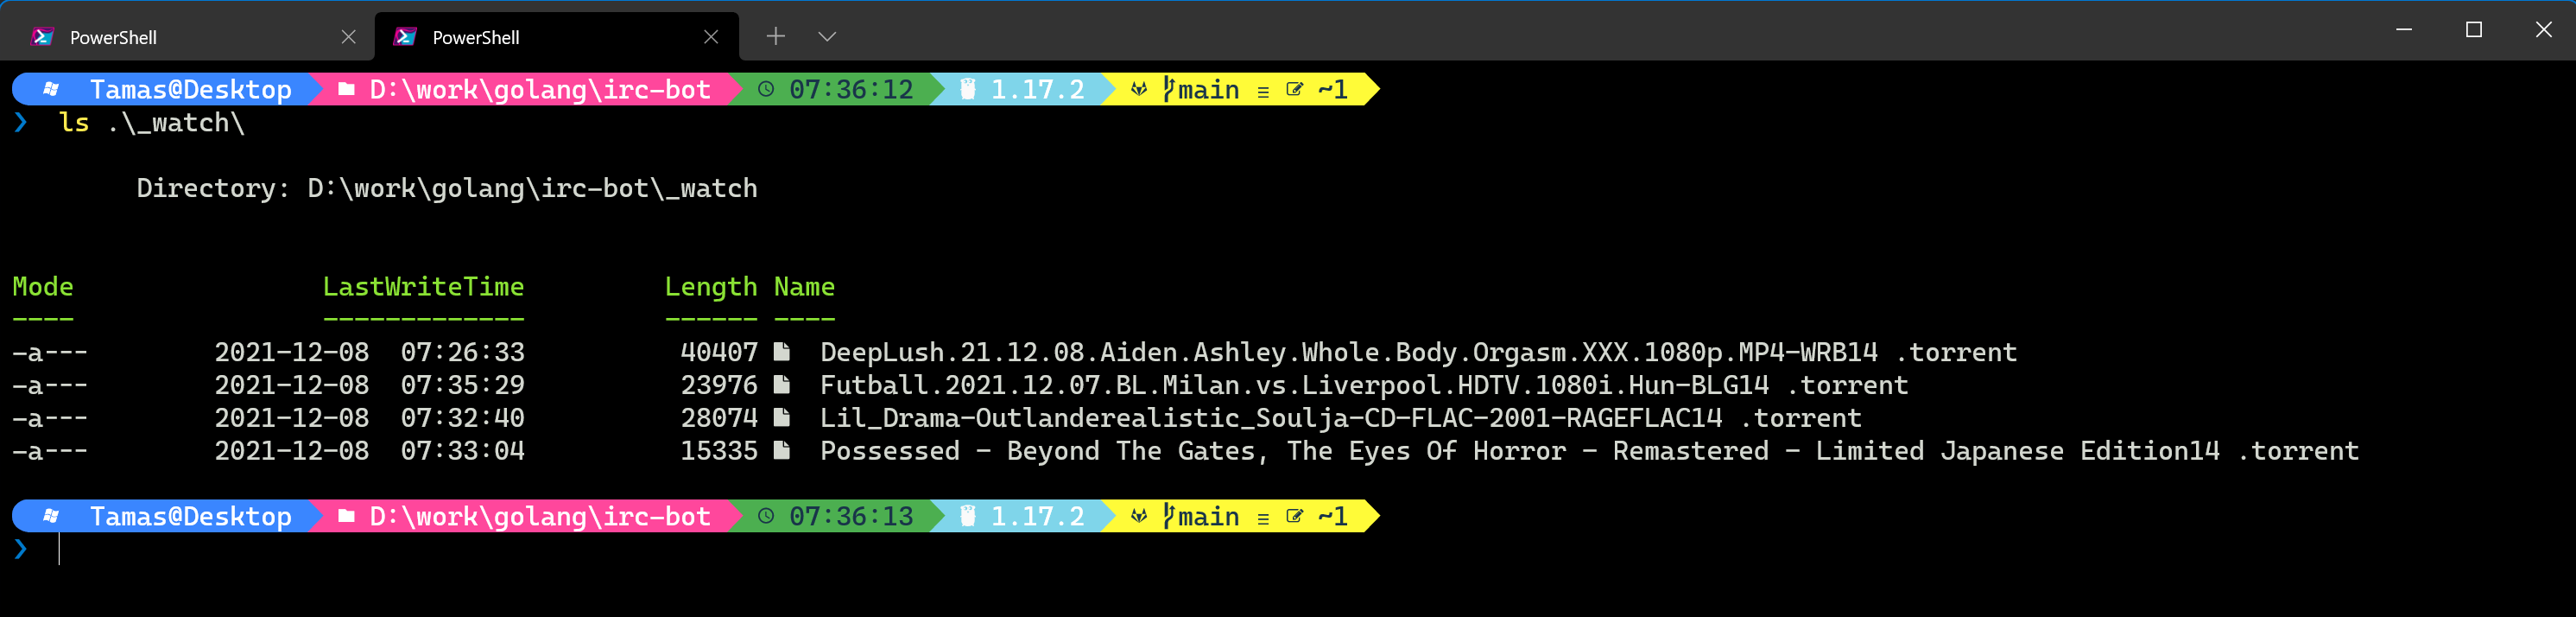 PowerShell PowerShell
Tamas@Desktop D:\work\golang\irc-bot 07:36:12 1.17.2 main ≡ ~1
❯ ls .\_watch\
Directory: D:\work\golang\irc-bot\_watch
Mode LastWriteTime Length Name
---- ------------- ------ ----
-a--- 2021-12-08 07:26:33 40407 DeepLush.21.12.08.Aiden.Ashley.Whole.Body.Orgasm.XXX.1080p.MP4-WRB14 .torrent
-a--- 2021-12-08 07:35:29 23976 Futball.2021.12.07.BL.Milan.vs.Liverpool.HDTV.1080i.Hun-BLG14 .torrent
-a--- 2021-12-08 07:32:40 28074 Lil_Drama-Outlanderealistic_Soulja-CD-FLAC-2001-RAGEFLAC14 .torrent
-a--- 2021-12-08 07:33:04 15335 Possessed - Beyond The Gates, The Eyes Of Horror - Remastered - Limited Japanese Edition14 .torrent
Tamas@Desktop D:\work\golang\irc-bot 07:36:13 1.17.2 main ≡ ~1
❯